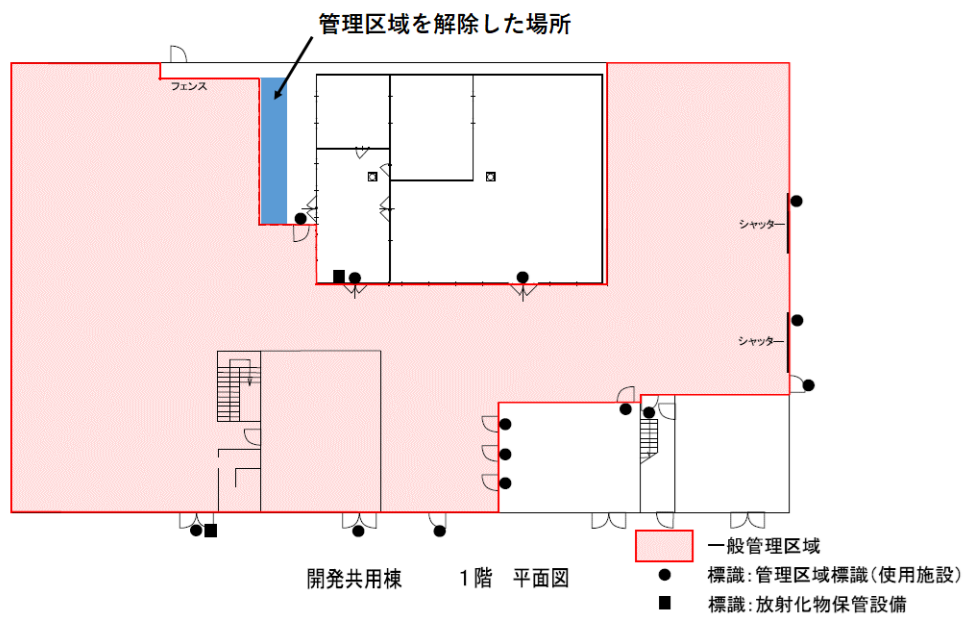 管理区域を解除した場所
フェンス
シャッター
シャッター
一般管理区域
開発共用棟　　　1階　平面図
標識：管理区域標識（使用施設）
標識：放射化物保管設備